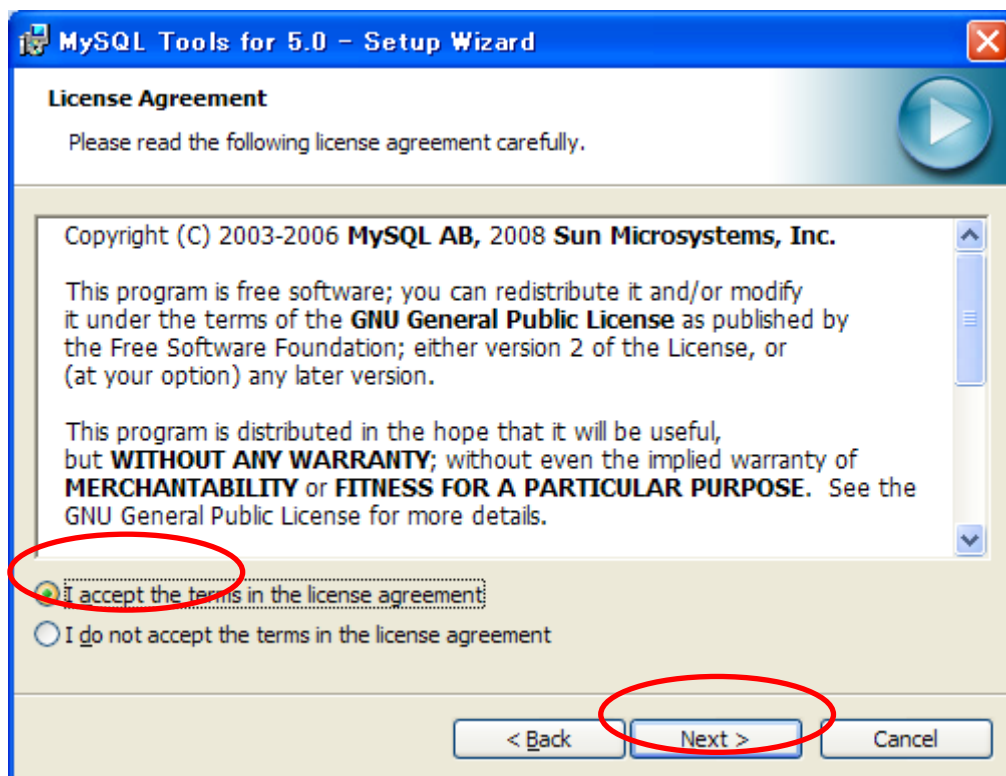 MySQL Tools for 5.0 - Setup Wizard
License Agreement
Please read the following license agreement carefully.
Copyright (C) 2003-2006 MySQL AB, 2008 Sun Microsystems, Inc.
This program is free software; you can redistribute it and/or modify
it under the terms of the GNU General Public License as published by
the Free Software Foundation; either version 2 of the License, or
(at your option) any later version.
This program is distributed in the hope that it will be useful,
but WITHOUT ANY WARRANTY; without even the implied warranty of
MERCHANTABILITY or FITNESS FOR A PARTICULAR PURPOSE.  See the
GNU General Public License for more details.
I accept the terms in the license agreement
I do not accept the terms in the license agreement
< Back
Next >
Cancel